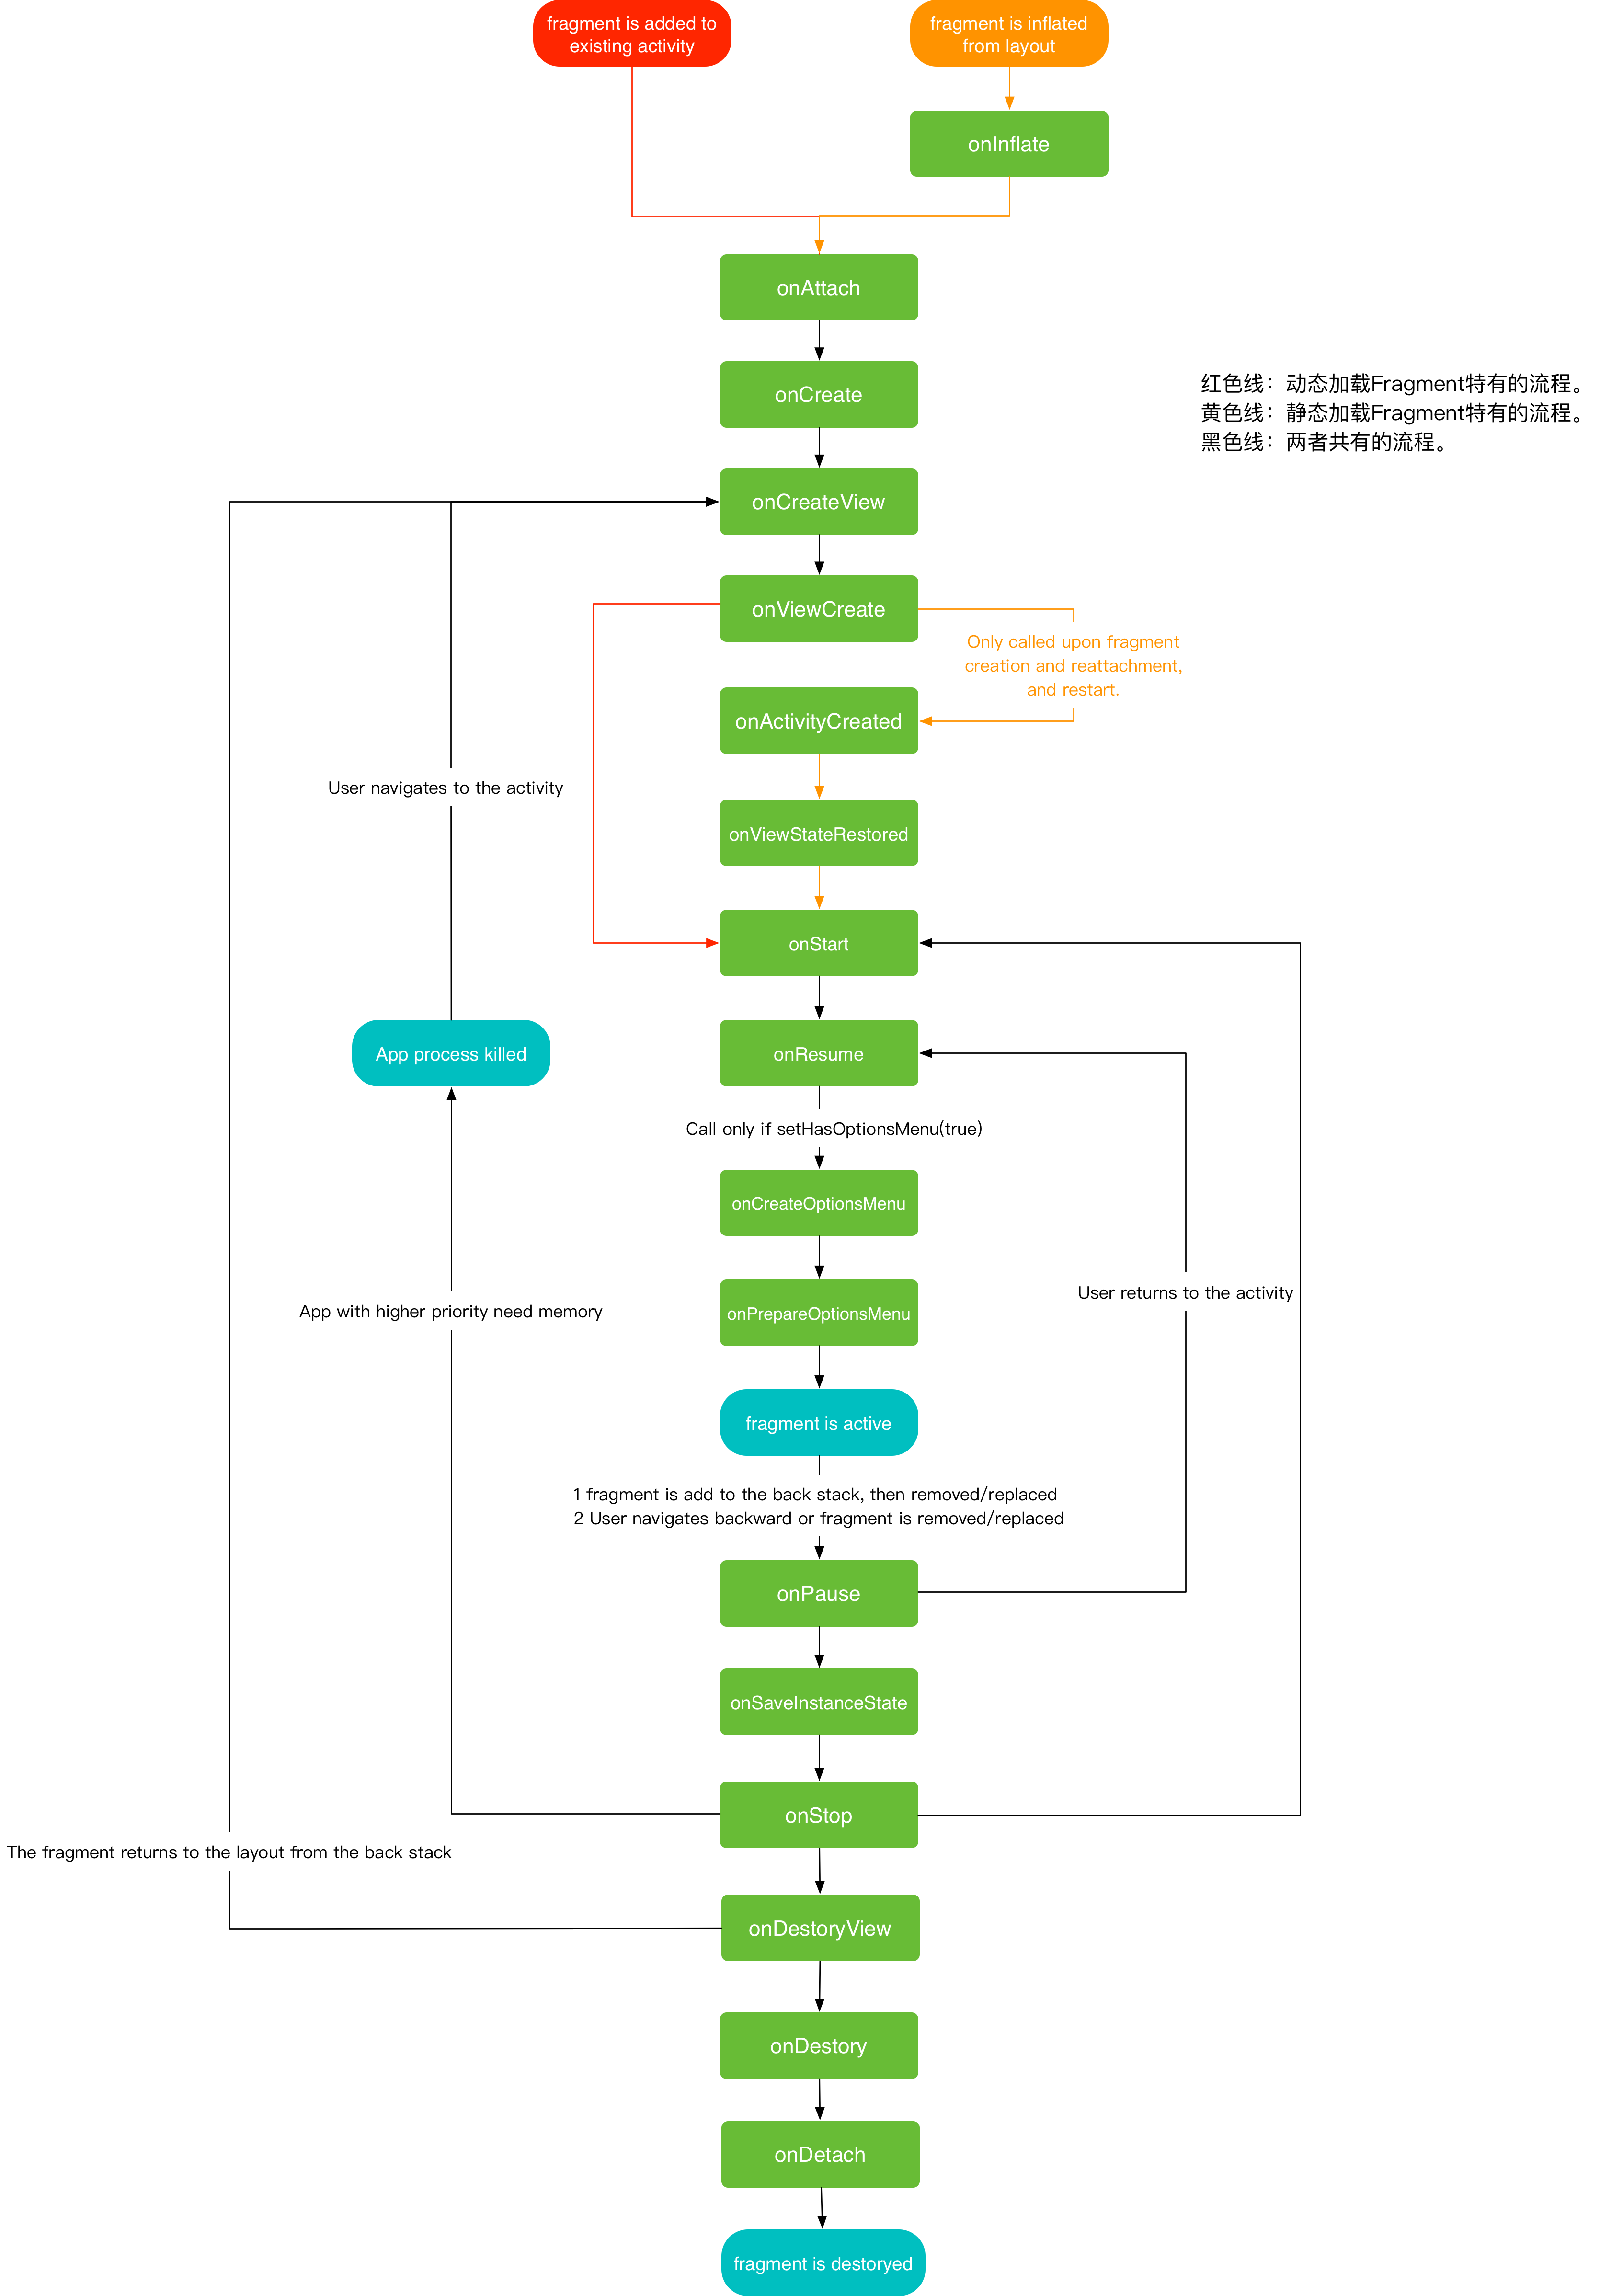 fragment is added to
existing activity
fragment is inflated
from layout
onInflate
onAttach
onCreate
红色线：动态加载Fragment特有的流程。
黄色线：静态加载Fragment特有的流程。
黑色线：两者共有的流程。
onCreateView
onViewCreate
Only called upon fragment
creation and reattachment,
and restart.
onActivityCreated
User navigates to the activity
onViewStateRestored
onStart
App process killed
onResume
Call only if setHasOptionsMenu(true)
onCreateOptionsMenu
User returns to the activity
App with higher priority need memory
onPrepareOptionsMenu
fragment is active
1 fragment is add to the back stack, then removed/replaced
2 User navigates backward or fragment is removed/replaced
onPause
onSaveInstanceState
onStop
The fragment returns to the layout from the back stack
onDestoryView
onDestory
onDetach
fragment is destoryed